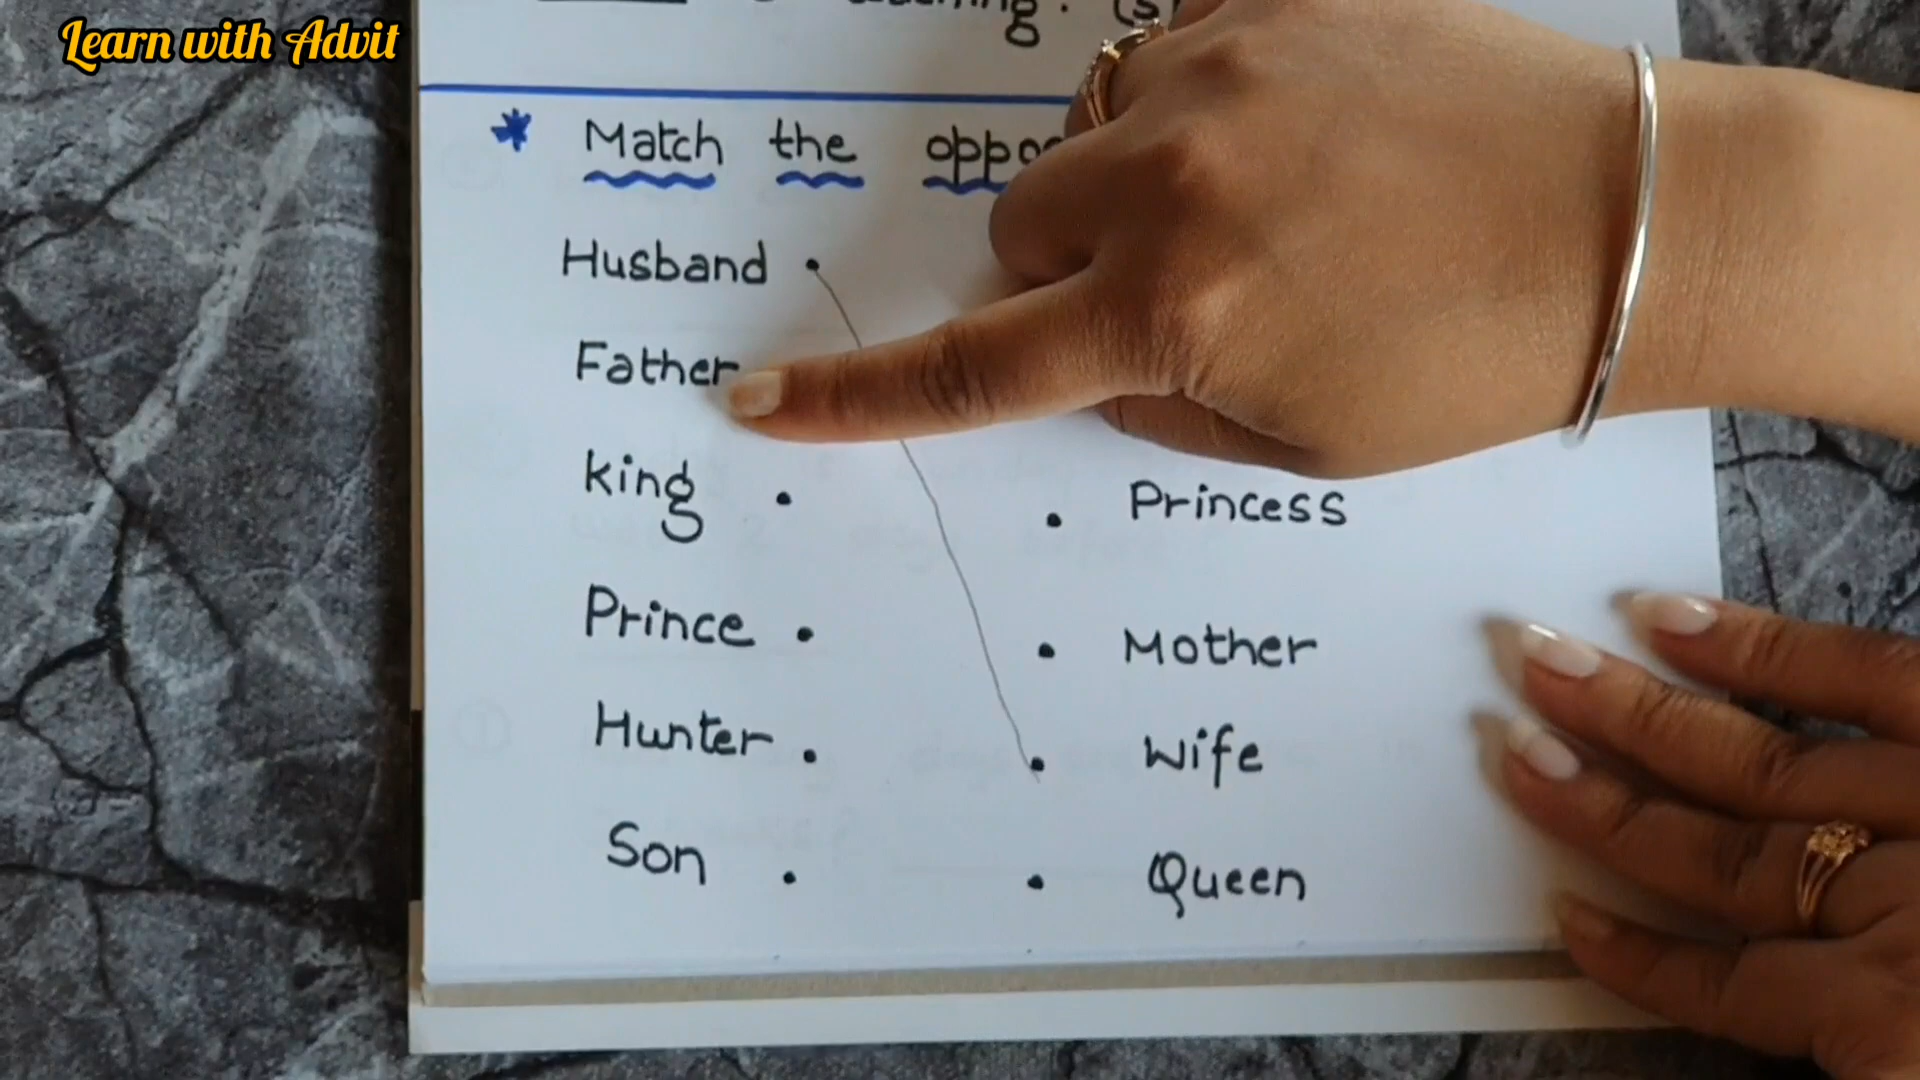 Learn with Advit
* Match the
Husband •
Father
King • • Princess
Prince • • Mother
Hunter • • Wife
Son • • Queen